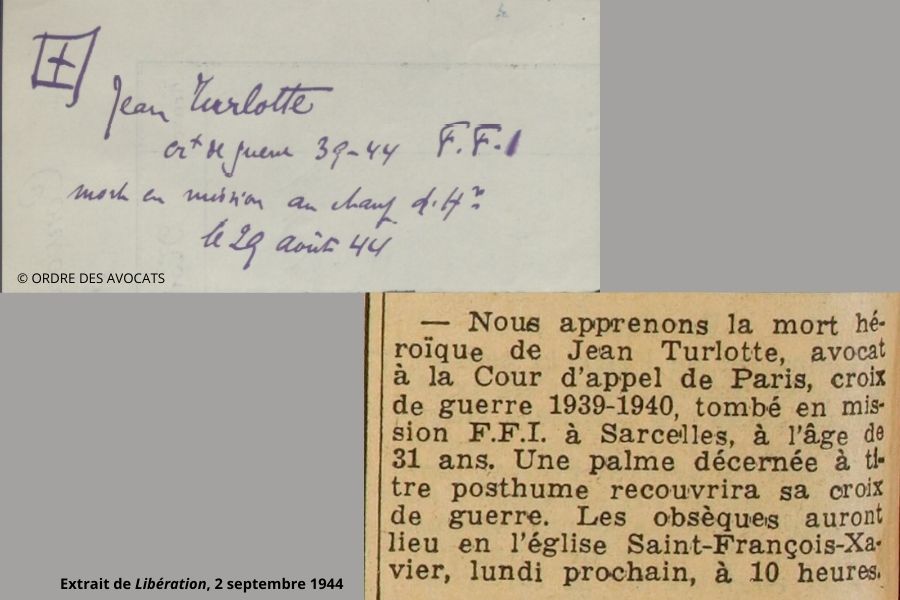 Jean Turlotte
crx de guerre 39-44 F.F.I
mort en mission au champ d'Hr
le 29 août 44
© ORDRE DES AVOCATS
— Nous apprenons la mort hé-
roïque de Jean Turlotte, avocat
à la Cour d'appel de Paris, croix
de guerre 1939-1940, tombé en mis-
sion F.F.I. à Sarcelles, à l'âge de
31 ans. Une palme décernée à ti-
tre posthume recouvrira sa croix
de guerre. Les obsèques auront
lieu en l'église Saint-François-Xa-
vier, lundi prochain, à 10 heures.
Extrait de Libération, 2 septembre 1944